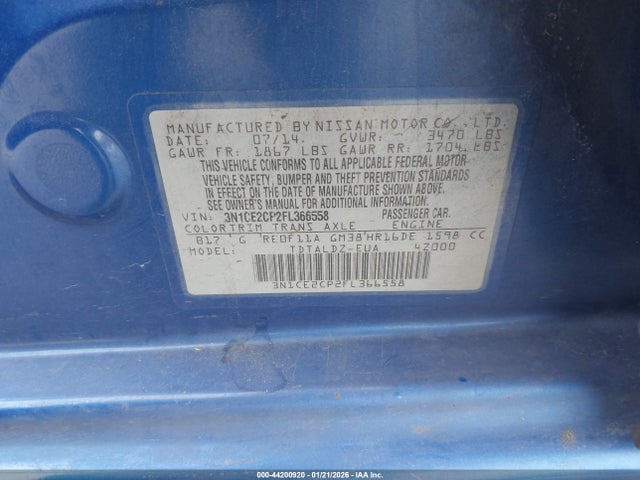 MANUFACTURED BY NISSAN MOTOR CO., LTD.
DATE: 07/14 GVWR: 3470 LBS
GAWR FR: 1867 LBS GAWR RR: 1704 LBS
THIS VEHICLE CONFORMS TO ALL APPLICABLE FEDERAL MOTOR
VEHICLE SAFETY, BUMPER AND THEFT PREVENTION STANDARDS
IN EFFECT ON THE DATE OF MANUFACTURE SHOWN ABOVE.
SEE OWNER'S MANUAL FOR ADDITIONAL INFORMATION.
VIN: 3N1CE2CP2FL366558 PASSENGER CAR
COLOR TRIM TRANS AXLE ENGINE
B17 G RE0F11A GM38 HR16DE 1598 CC
TDTALDZ-EUA 42000
3N1CE2CP2FL366558
000-44200920 - 01/21/2026 - IAA INC.